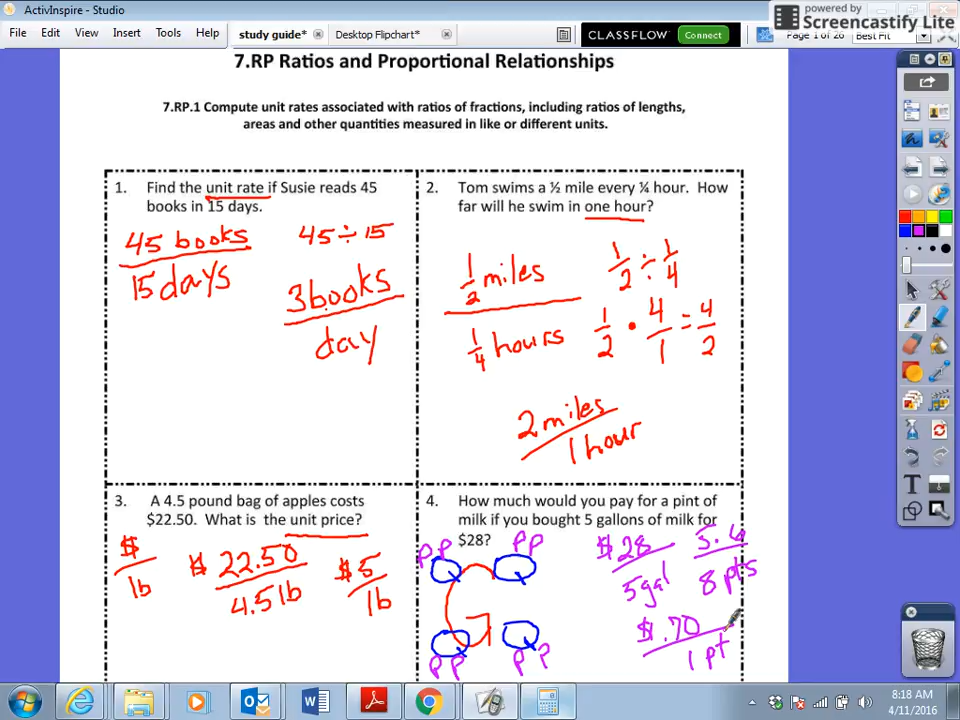 ActivInspire - Studio
powered by
Screencastify Lite
File Edit View Insert Tools Help
study guide*
Desktop Flipchart*
CLASSFLOW Connect
Page 1 of 26
Best Fit
7.RP Ratios and Proportional Relationships
7.RP.1 Compute unit rates associated with ratios of fractions, including ratios of lengths,
areas and other quantities measured in like or different units.
1. Find the unit rate if Susie reads 45
books in 15 days.
45 books
15 days
45 ÷ 15
3 books
day
2. Tom swims a ½ mile every ¼ hour. How
far will he swim in one hour?
1/2 miles
1/4 hours
1/2 ÷ 1/4
1/2 • 4/1 = 4/2
2 miles
1 hour
3. A 4.5 pound bag of apples costs
$22.50. What is the unit price?
$
lb
$ 22.50
4.5 lb
$5
lb
4. How much would you pay for a pint of
milk if you bought 5 gallons of milk for
$28?
P P P P
Q Q
G
Q Q
P P P P
$28
5 gal
5.6
8 pts
$.70
1 pt
T
W
8:18 AM
4/11/2016